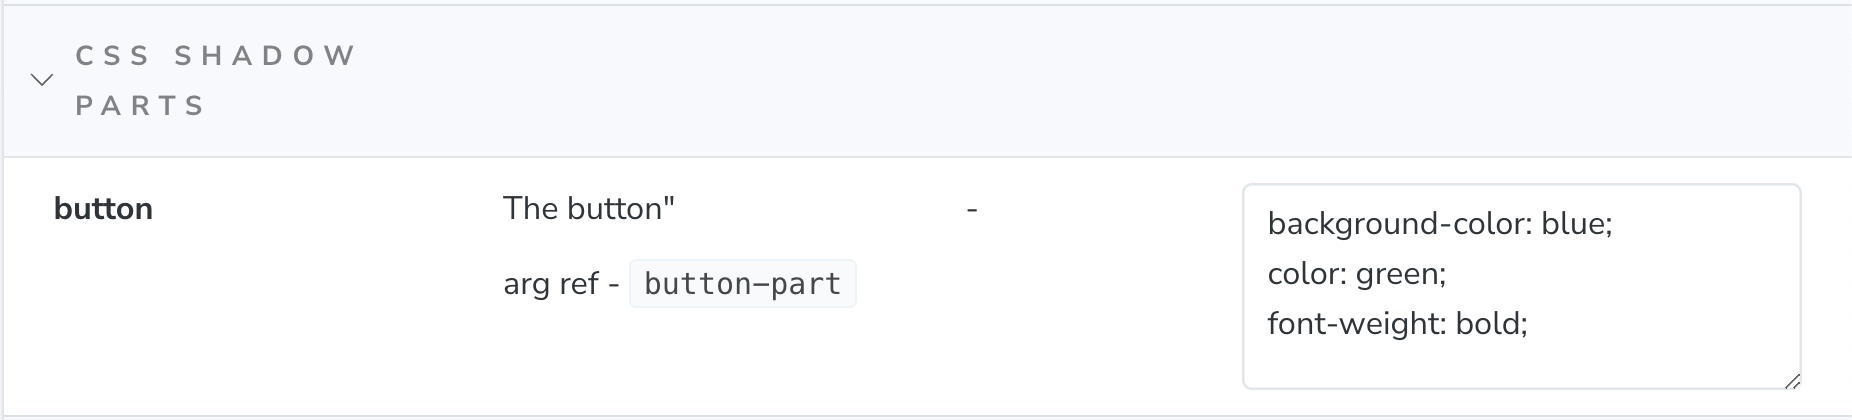 CSS SHADOW
PARTS
button
The button"
-
arg ref - button-part
background-color: blue;
color: green;
font-weight: bold;